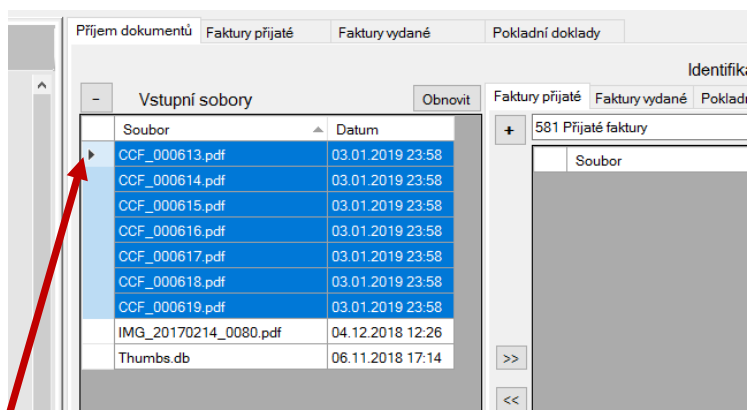 Příjem dokumentů Faktury přijaté Faktury vydané Pokladní doklady
- Vstupní sobory Obnovit
Soubor Datum
CCF_000613.pdf 03.01.2019 23:58
CCF_000614.pdf 03.01.2019 23:58
CCF_000615.pdf 03.01.2019 23:58
CCF_000616.pdf 03.01.2019 23:58
CCF_000617.pdf 03.01.2019 23:58
CCF_000618.pdf 03.01.2019 23:58
CCF_000619.pdf 03.01.2019 23:58
IMG_20170214_0080.pdf 04.12.2018 12:26
Thumbs.db 06.11.2018 17:14
Identifika
Faktury přijaté Faktury vydané Pokladn
+ 581 Přijaté faktury
Soubor
>>
<<